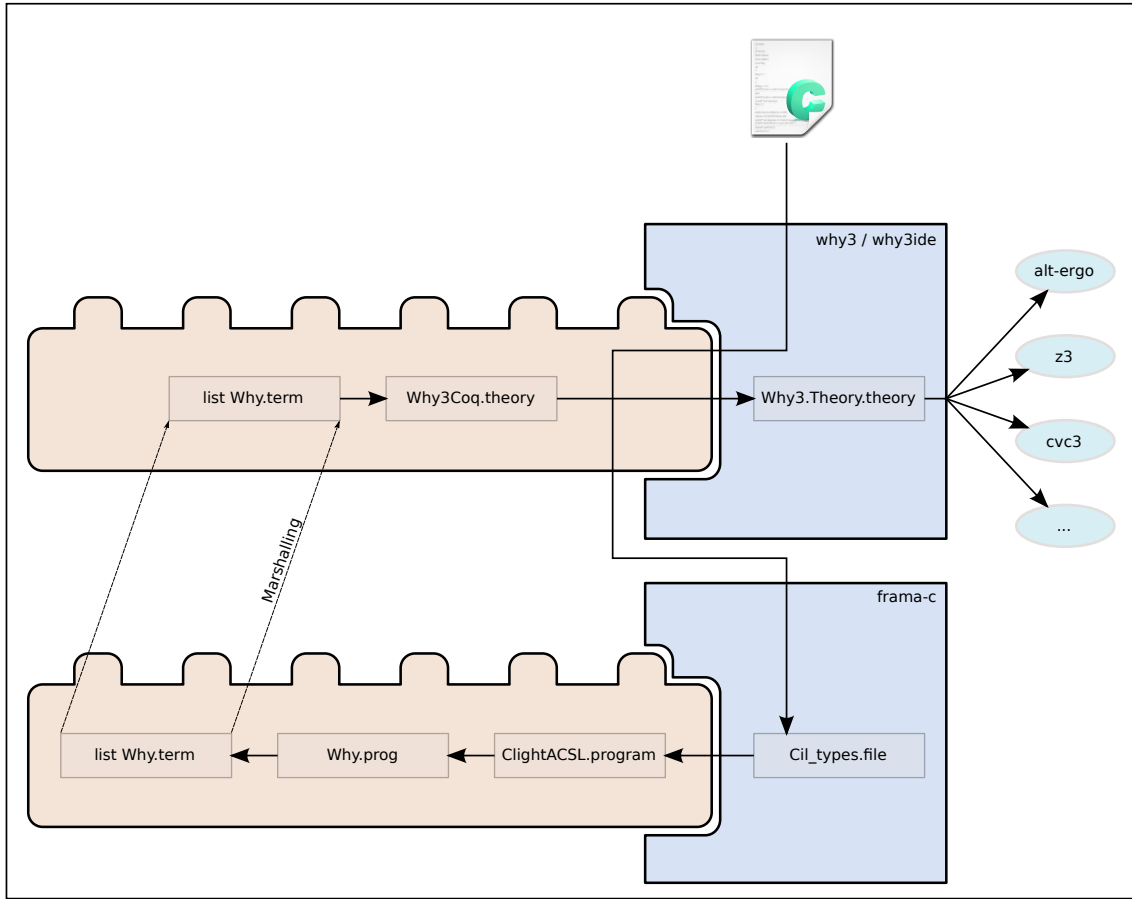 why3 / why3ide
alt-ergo
z3
cvc3
...
list Why.term
Why3Coq.theory
Why3.Theory.theory
Marshalling
frama-c
list Why.term
Why.prog
ClightACSL.program
Cil_types.file